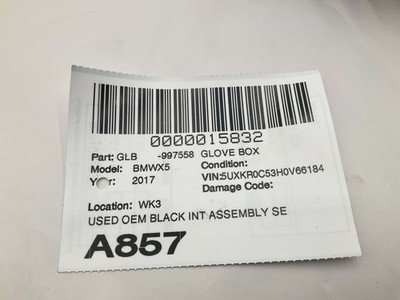 0000015832
Part: GLB -997558 GLOVE BOX
Model: BMWX5 Condition:
Year: 2017 VIN:5UXKR0C53H0V66184
Damage Code:
Location: WK3
USED OEM BLACK INT ASSEMBLY SE
A857